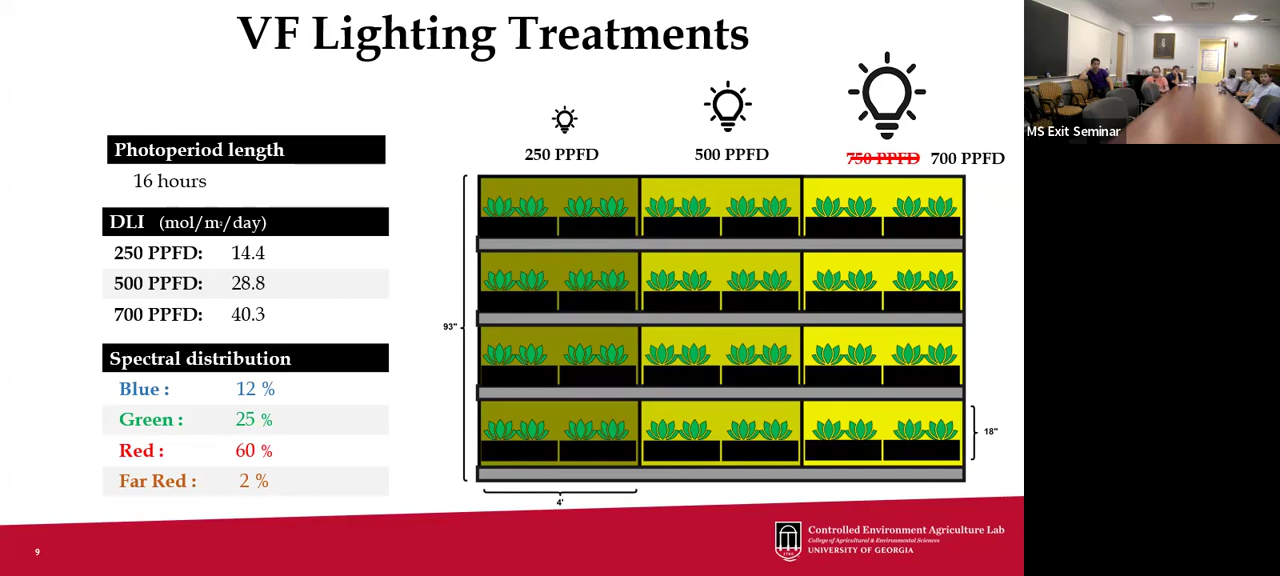 VF Lighting Treatments
MS Exit Seminar
250 PPFD
500 PPFD
750 PPFD 700 PPFD
Photoperiod length
16 hours
DLI (mol/m2/day)
250 PPFD: 14.4
500 PPFD: 28.8
700 PPFD: 40.3
Spectral distribution
Blue : 12 %
Green : 25 %
Red : 60 %
Far Red : 2 %
93"
18"
4'
9
1785
Controlled Environment Agriculture Lab
College of Agricultural & Environmental Sciences
UNIVERSITY OF GEORGIA